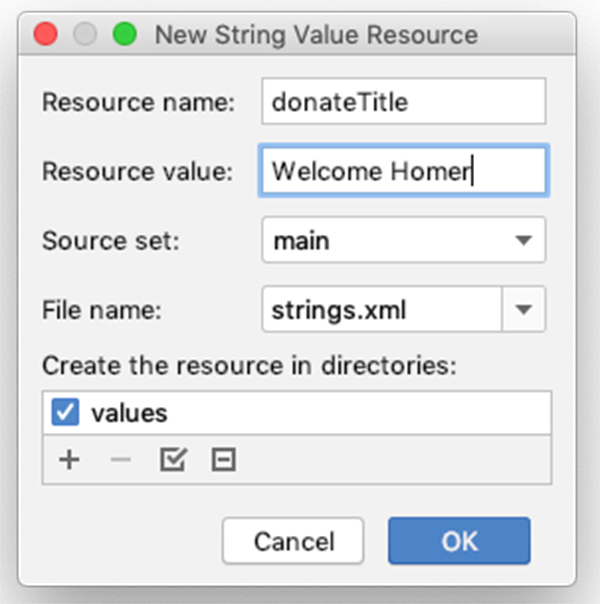 New String Value Resource
Resource name: donateTitle
Resource value: Welcome Homer
Source set: main
File name: strings.xml
Create the resource in directories:
values
Cancel OK